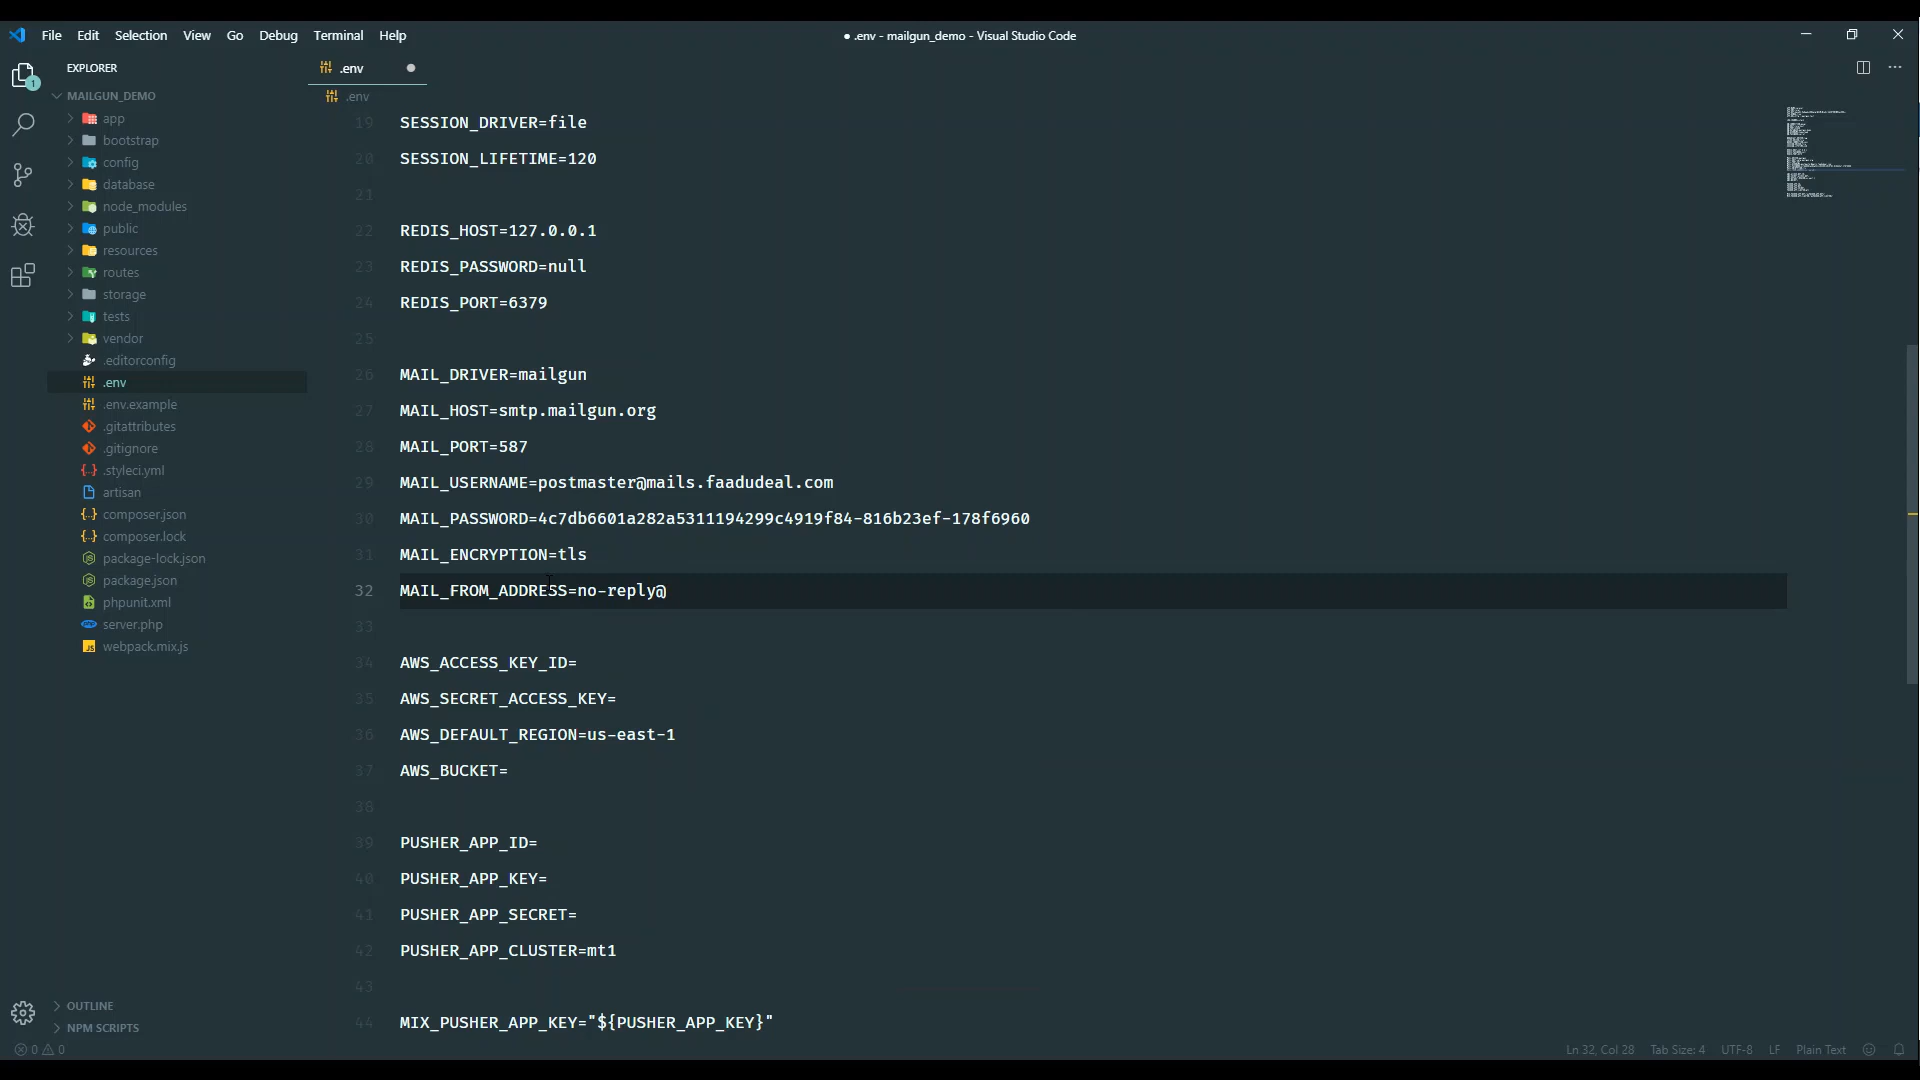 File Edit Selection View Go Debug Terminal Help
● .env - mailgun_demo - Visual Studio Code
EXPLORER
1
MAILGUN_DEMO
app
bootstrap
config
database
node_modules
public
resources
routes
storage
tests
vendor
.editorconfig
.env
.env.example
.gitattributes
.gitignore
.styleci.yml
artisan
composer.json
composer.lock
package-lock.json
package.json
phpunit.xml
server.php
webpack.mix.js
OUTLINE
NPM SCRIPTS
.env
.env
19 SESSION_DRIVER=file
20 SESSION_LIFETIME=120
21
22 REDIS_HOST=127.0.0.1
23 REDIS_PASSWORD=null
24 REDIS_PORT=6379
25
26 MAIL_DRIVER=mailgun
27 MAIL_HOST=smtp.mailgun.org
28 MAIL_PORT=587
29 MAIL_USERNAME=postmaster@mails.faadudeal.com
30 MAIL_PASSWORD=4c7db6601a282a5311194299c4919f84-816b23ef-178f6960
31 MAIL_ENCRYPTION=tls
32 MAIL_FROM_ADDRESS=no-reply@
33
34 AWS_ACCESS_KEY_ID=
35 AWS_SECRET_ACCESS_KEY=
36 AWS_DEFAULT_REGION=us-east-1
37 AWS_BUCKET=
38
39 PUSHER_APP_ID=
40 PUSHER_APP_KEY=
41 PUSHER_APP_SECRET=
42 PUSHER_APP_CLUSTER=mt1
43
44 MIX_PUSHER_APP_KEY="${PUSHER_APP_KEY}"
0 0
Ln 32, Col 28 Tab Size: 4 UTF-8 LF Plain Text